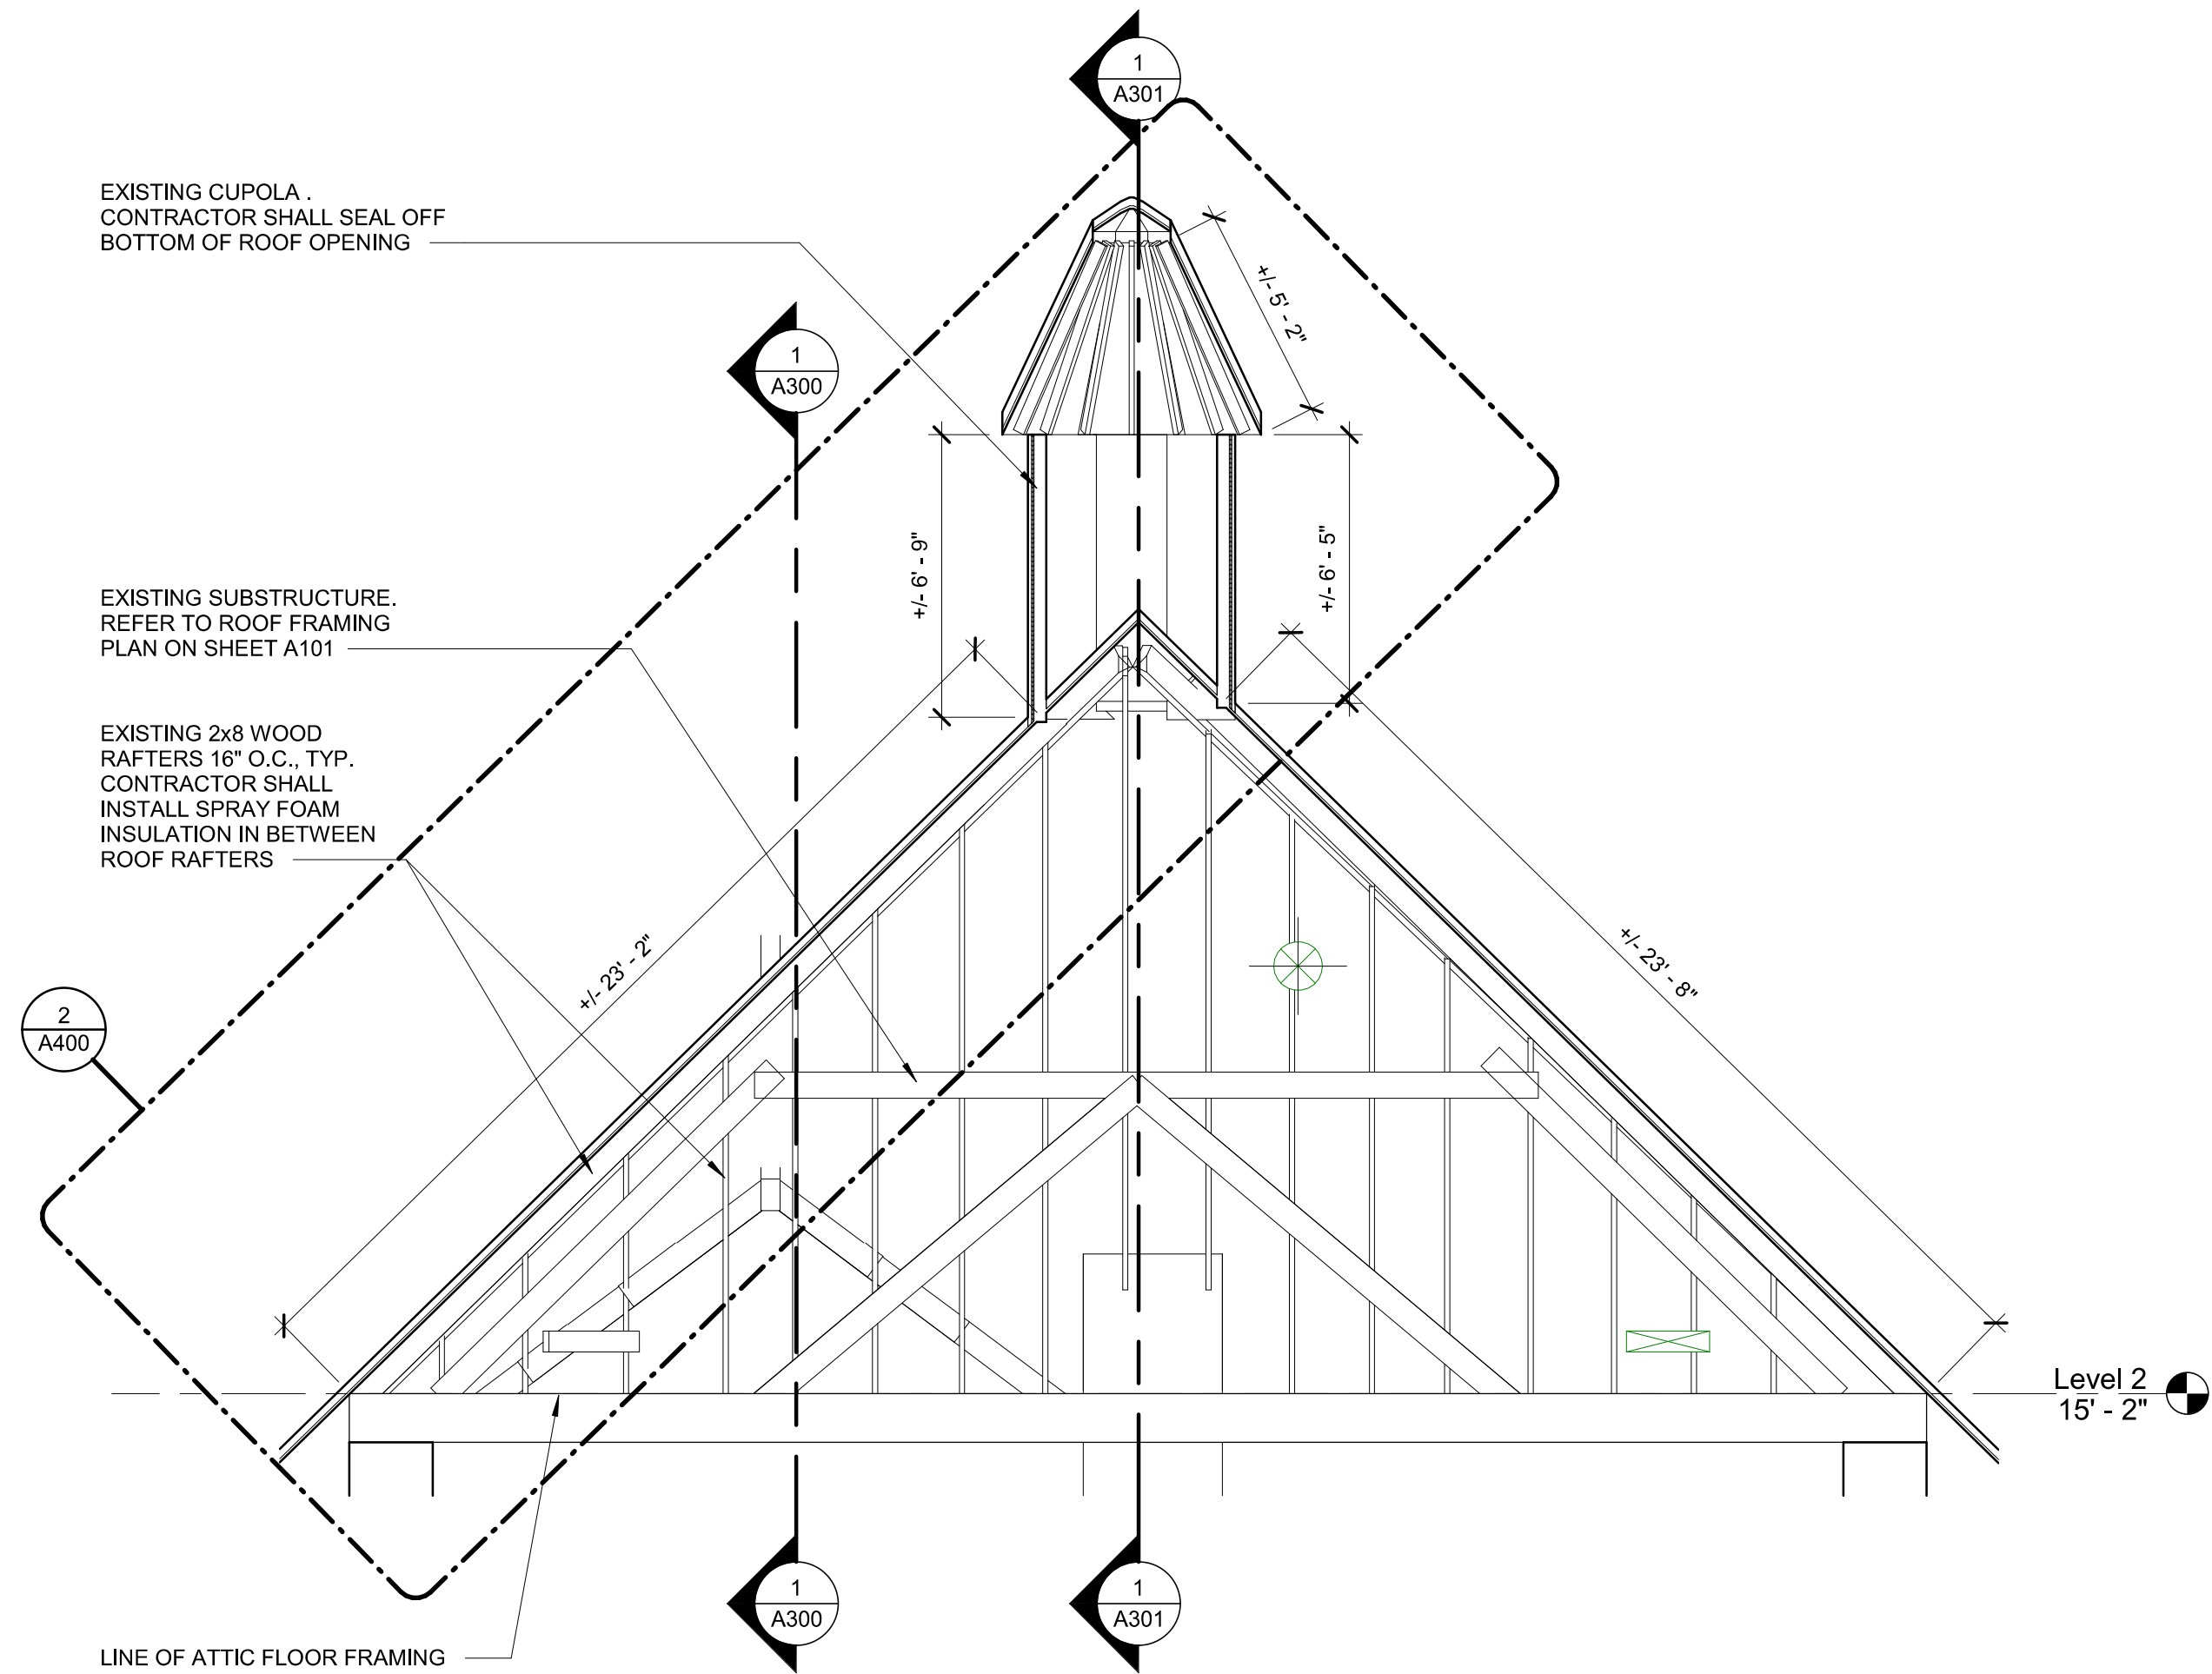 1
A301
EXISTING CUPOLA .
CONTRACTOR SHALL SEAL OFF
BOTTOM OF ROOF OPENING
+/- 5' - 2"
1
A300
+/- 6' - 9"
+/- 6' - 5"
EXISTING SUBSTRUCTURE.
REFER TO ROOF FRAMING
PLAN ON SHEET A101
EXISTING 2x8 WOOD
RAFTERS 16" O.C., TYP.
CONTRACTOR SHALL
INSTALL SPRAY FOAM
INSULATION IN BETWEEN
ROOF RAFTERS
+/- 23' - 2"
+/- 23' - 8"
2
A400
Level 2
15' - 2"
1
A300
1
A301
LINE OF ATTIC FLOOR FRAMING